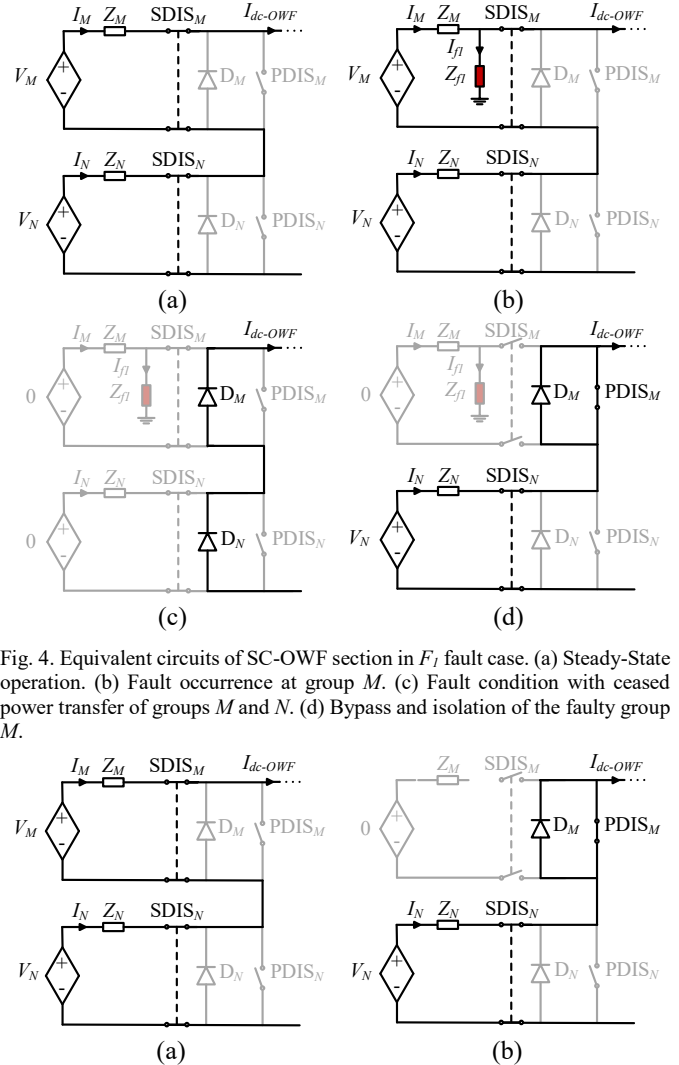 I_M Z_M SDIS_M I_dc-OWF
V_M + - D_M PDIS_M
I_N Z_N SDIS_N
V_N + - D_N PDIS_N
(a)
I_M Z_M SDIS_M I_dc-OWF
I_f1
V_M + - Z_f1 D_M PDIS_M
I_N Z_N SDIS_N
V_N + - D_N PDIS_N
(b)
I_M Z_M SDIS_M I_dc-OWF
I_f1
0 + - Z_f1 D_M PDIS_M
I_N Z_N SDIS_N
0 + - D_N PDIS_N
(c)
I_M Z_M SDIS_M I_dc-OWF
I_f1
0 + - Z_f1 D_M PDIS_M
I_N Z_N SDIS_N
V_N + - D_N PDIS_N
(d)
Fig. 4. Equivalent circuits of SC-OWF section in F_1 fault case. (a) Steady-State
operation. (b) Fault occurrence at group M. (c) Fault condition with ceased
power transfer of groups M and N. (d) Bypass and isolation of the faulty group
M.
I_M Z_M SDIS_M I_dc-OWF
V_M + - D_M PDIS_M
I_N Z_N SDIS_N
V_N + - D_N PDIS_N
(a)
Z_M SDIS_M I_dc-OWF
0 + - D_M PDIS_M
I_N Z_N SDIS_N
V_N + - D_N PDIS_N
(b)